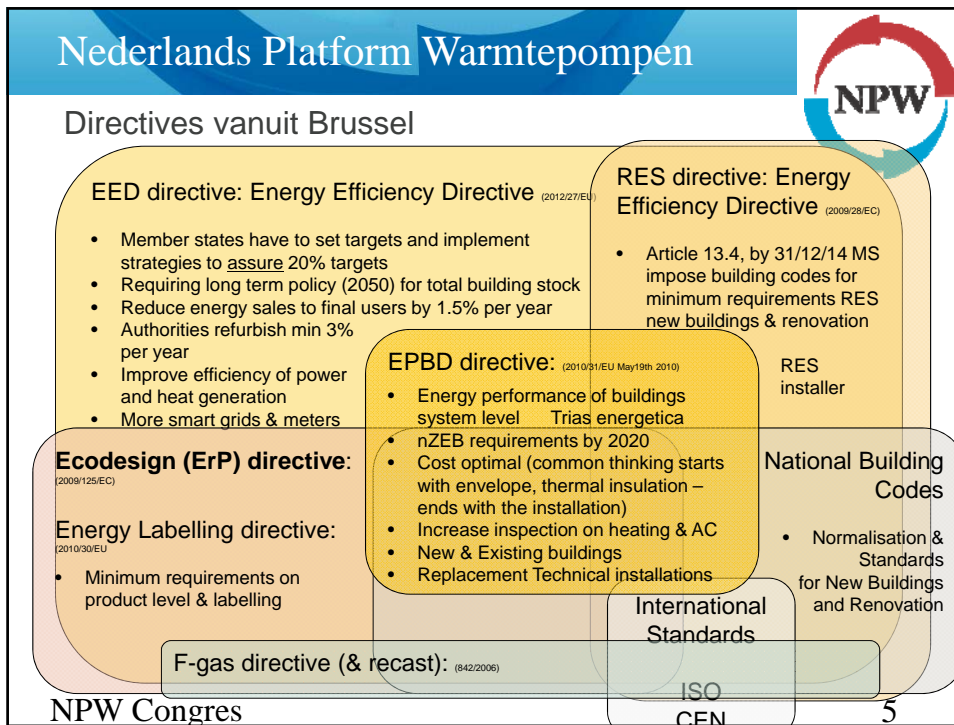 Nederlands Platform Warmtepompen
NPW
Directives vanuit Brussel
EED directive: Energy Efficiency Directive (2012/27/EU)
• Member states have to set targets and implement
strategies to assure 20% targets
• Requiring long term policy (2050) for total building stock
• Reduce energy sales to final users by 1.5% per year
• Authorities refurbish min 3%
per year
• Improve efficiency of power
and heat generation
• More smart grids & meters
RES directive: Energy
Efficiency Directive (2009/28/EC)
• Article 13.4, by 31/12/14 MS
impose building codes for
minimum requirements RES
new buildings & renovation
RES
installer
EPBD directive: (2010/31/EU May19th 2010)
• Energy performance of buildings
system level Trias energetica
• nZEB requirements by 2020
• Cost optimal (common thinking starts
with envelope, thermal insulation –
ends with the installation)
• Increase inspection on heating & AC
• New & Existing buildings
• Replacement Technical installations
Ecodesign (ErP) directive:
(2009/125/EC)
Energy Labelling directive:
(2010/30/EU
• Minimum requirements on
product level & labelling
National Building
Codes
• Normalisation &
Standards
for New Buildings
and Renovation
International
Standards
ISO
CEN
F-gas directive (& recast): (842/2006)
NPW Congres
5